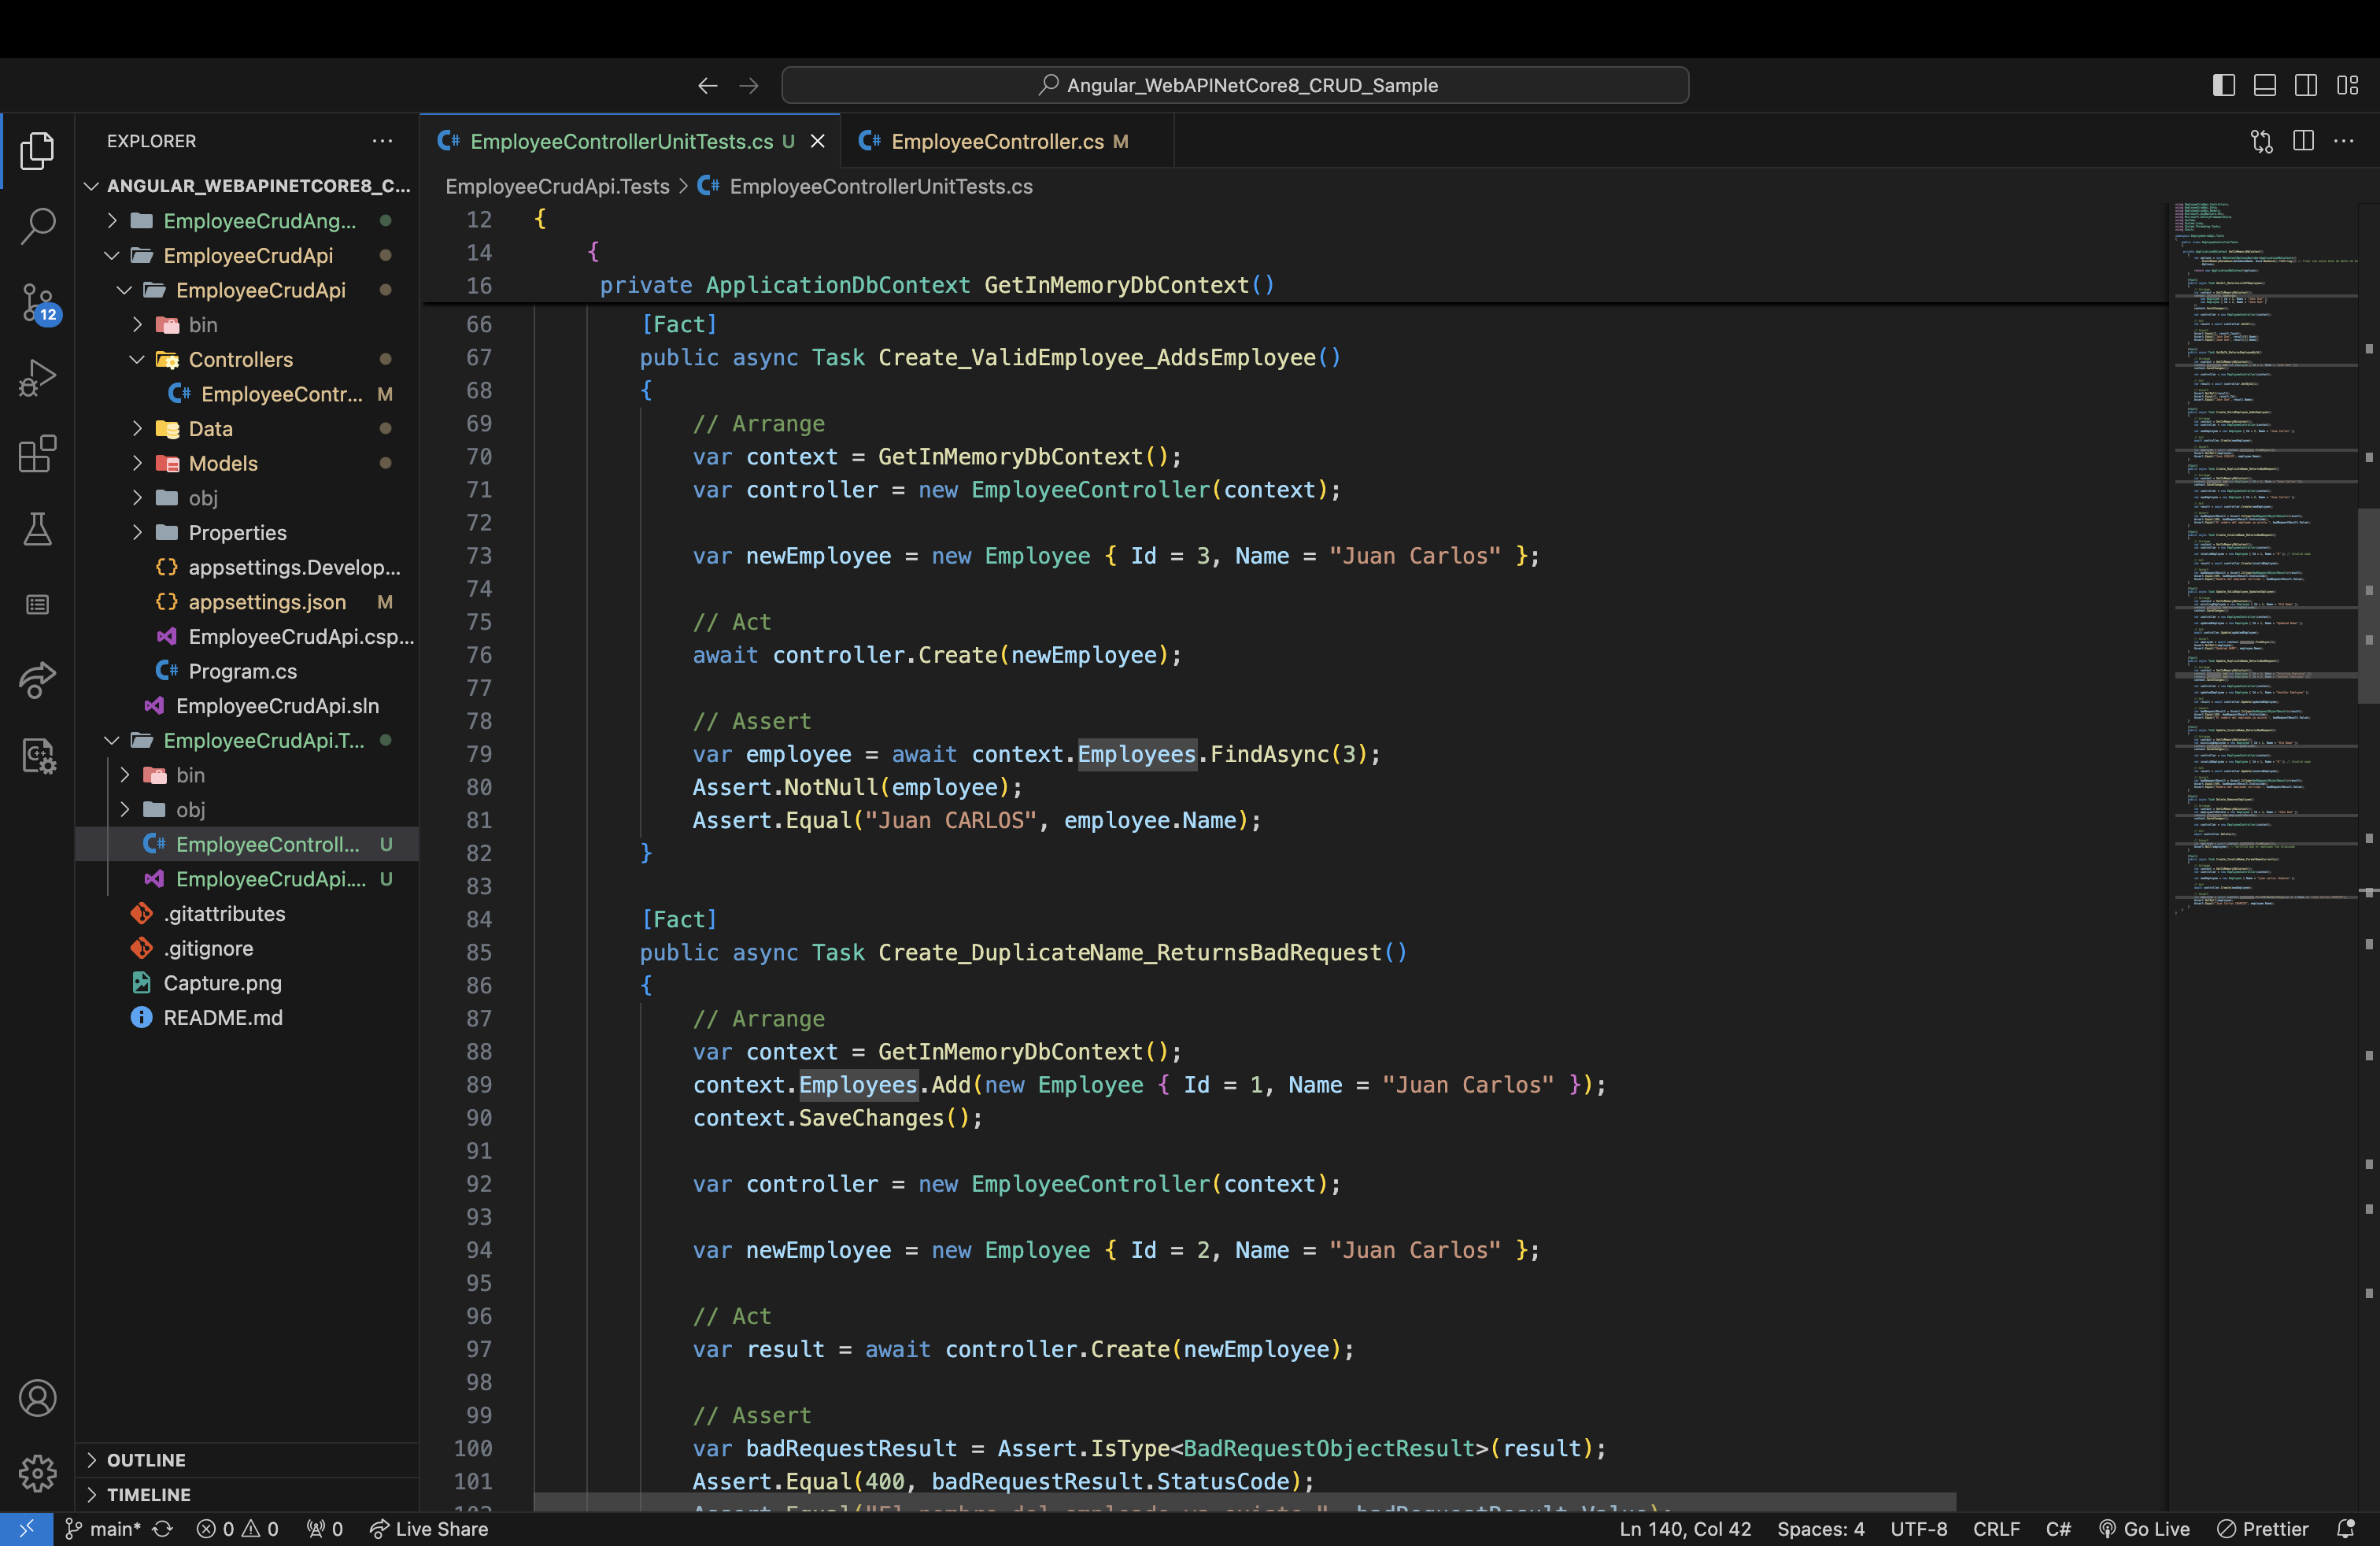 Angular_WebAPINetCore8_CRUD_Sample
EXPLORER
ANGULAR_WEBAPINETCORE8_C...
EmployeeCrudAng...
EmployeeCrudApi
EmployeeCrudApi
bin
Controllers
EmployeeContr... M
Data
Models
obj
Properties
appsettings.Develop...
appsettings.json M
EmployeeCrudApi.csp...
Program.cs
EmployeeCrudApi.sln
EmployeeCrudApi.T...
bin
obj
EmployeeControll... U
EmployeeCrudApi.... U
.gitattributes
.gitignore
Capture.png
README.md
OUTLINE
TIMELINE
12
EmployeeControllerUnitTests.cs U
EmployeeController.cs M
EmployeeCrudApi.Tests > EmployeeControllerUnitTests.cs
12 {
14 {
16 private ApplicationDbContext GetInMemoryDbContext()
66 [Fact]
67 public async Task Create_ValidEmployee_AddsEmployee()
68 {
69 // Arrange
70 var context = GetInMemoryDbContext();
71 var controller = new EmployeeController(context);
72
73 var newEmployee = new Employee { Id = 3, Name = "Juan Carlos" };
74
75 // Act
76 await controller.Create(newEmployee);
77
78 // Assert
79 var employee = await context.Employees.FindAsync(3);
80 Assert.NotNull(employee);
81 Assert.Equal("Juan CARLOS", employee.Name);
82 }
83
84 [Fact]
85 public async Task Create_DuplicateName_ReturnsBadRequest()
86 {
87 // Arrange
88 var context = GetInMemoryDbContext();
89 context.Employees.Add(new Employee { Id = 1, Name = "Juan Carlos" });
90 context.SaveChanges();
91
92 var controller = new EmployeeController(context);
93
94 var newEmployee = new Employee { Id = 2, Name = "Juan Carlos" };
95
96 // Act
97 var result = await controller.Create(newEmployee);
98
99 // Assert
100 var badRequestResult = Assert.IsType<BadRequestObjectResult>(result);
101 Assert.Equal(400, badRequestResult.StatusCode);
main* 0 0 0 Live Share
Ln 140, Col 42 Spaces: 4 UTF-8 CRLF C# Go Live Prettier